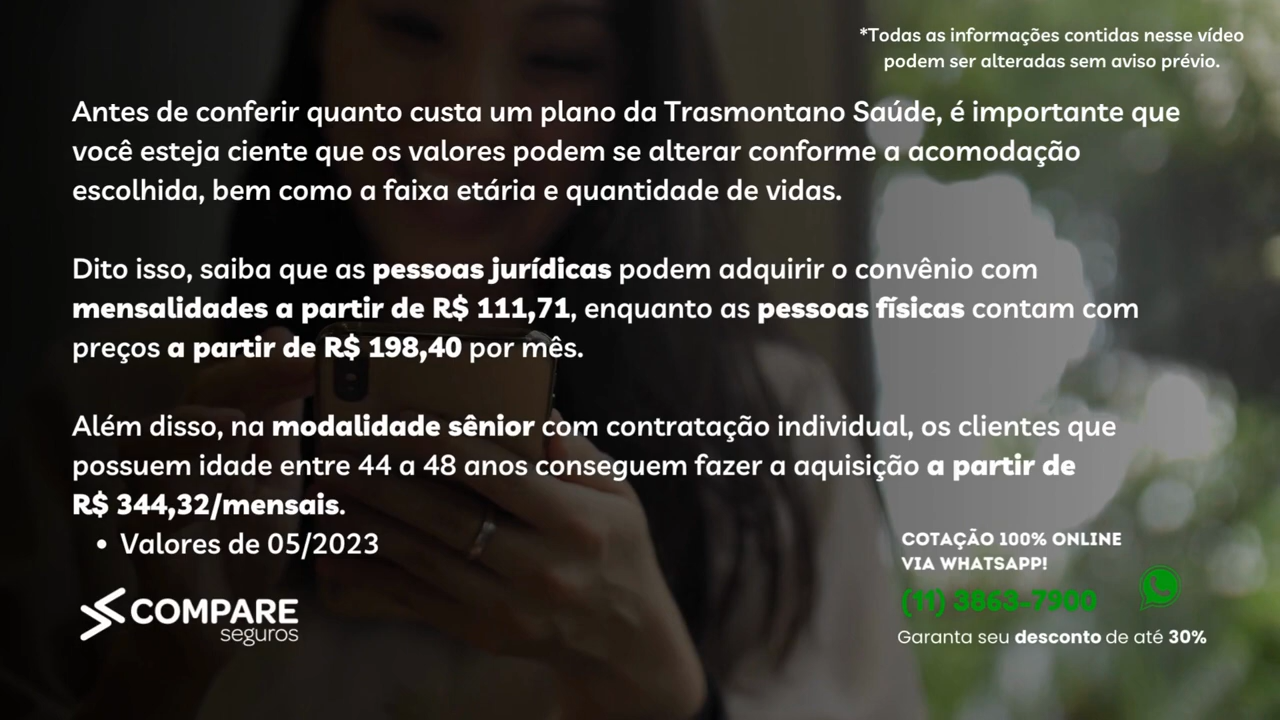 *Todas as informações contidas nesse vídeo
podem ser alteradas sem aviso prévio.
Antes de conferir quanto custa um plano da Trasmontano Saúde, é importante que
você esteja ciente que os valores podem se alterar conforme a acomodação
escolhida, bem como a faixa etária e quantidade de vidas.
Dito isso, saiba que as pessoas jurídicas podem adquirir o convênio com
mensalidades a partir de R$ 111,71, enquanto as pessoas físicas contam com
preços a partir de R$ 198,40 por mês.
Além disso, na modalidade sênior com contratação individual, os clientes que
possuem idade entre 44 a 48 anos conseguem fazer a aquisição a partir de
R$ 344,32/mensais.
• Valores de 05/2023
COMPARE
seguros
COTAÇÃO 100% ONLINE
VIA WHATSAPP!
(11) 3863-7900
Garanta seu desconto de até 30%